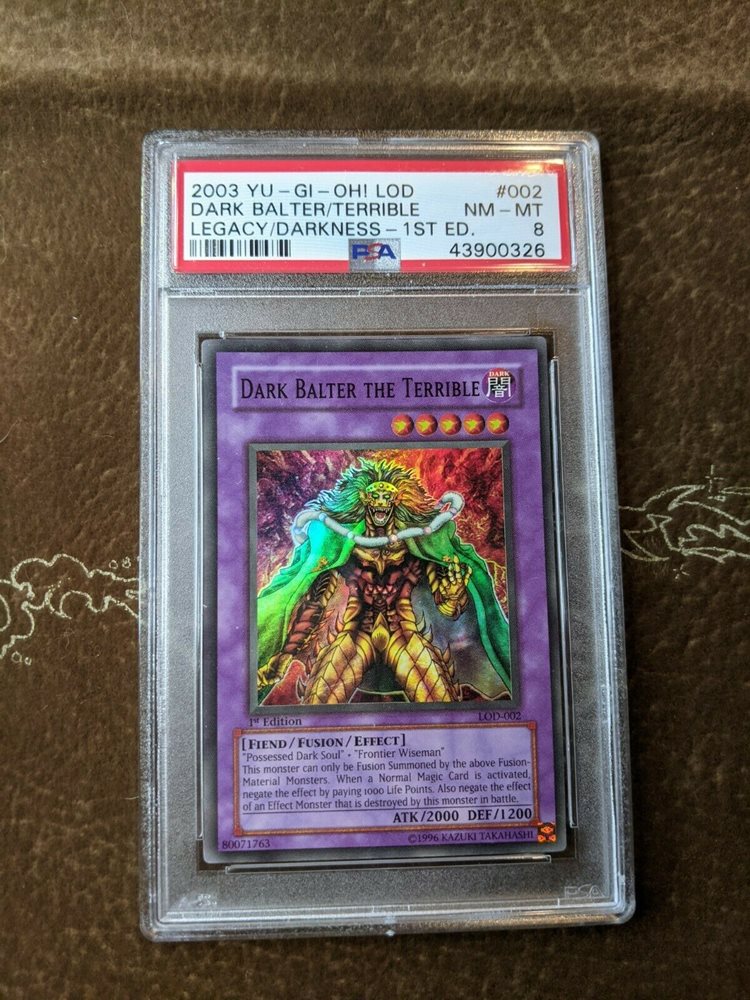 2003 YU-GI-OH! LOD #002
DARK BALTER/TERRIBLE NM-MT
LEGACY/DARKNESS-1ST ED. 8
PSA 43900326
DARK BALTER THE TERRIBLE
DARK
闇
1st Edition LOD-002
[FIEND/FUSION/EFFECT]
"Possessed Dark Soul" · "Frontier Wiseman"
This monster can only be Fusion Summoned by the above Fusion-
Material Monsters. When a Normal Magic Card is activated,
negate the effect by paying 1000 Life Points. Also negate the effect
of an Effect Monster that is destroyed by this monster in battle.
ATK/2000 DEF/1200
80071763 ©1996 KAZUKI TAKAHASHI
PSA